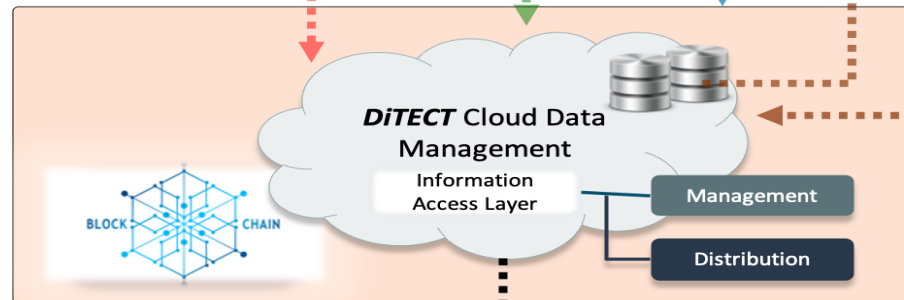 DiTECT Cloud Data
Management
Information
Access Layer
Management
Distribution
BLOCK CHAIN